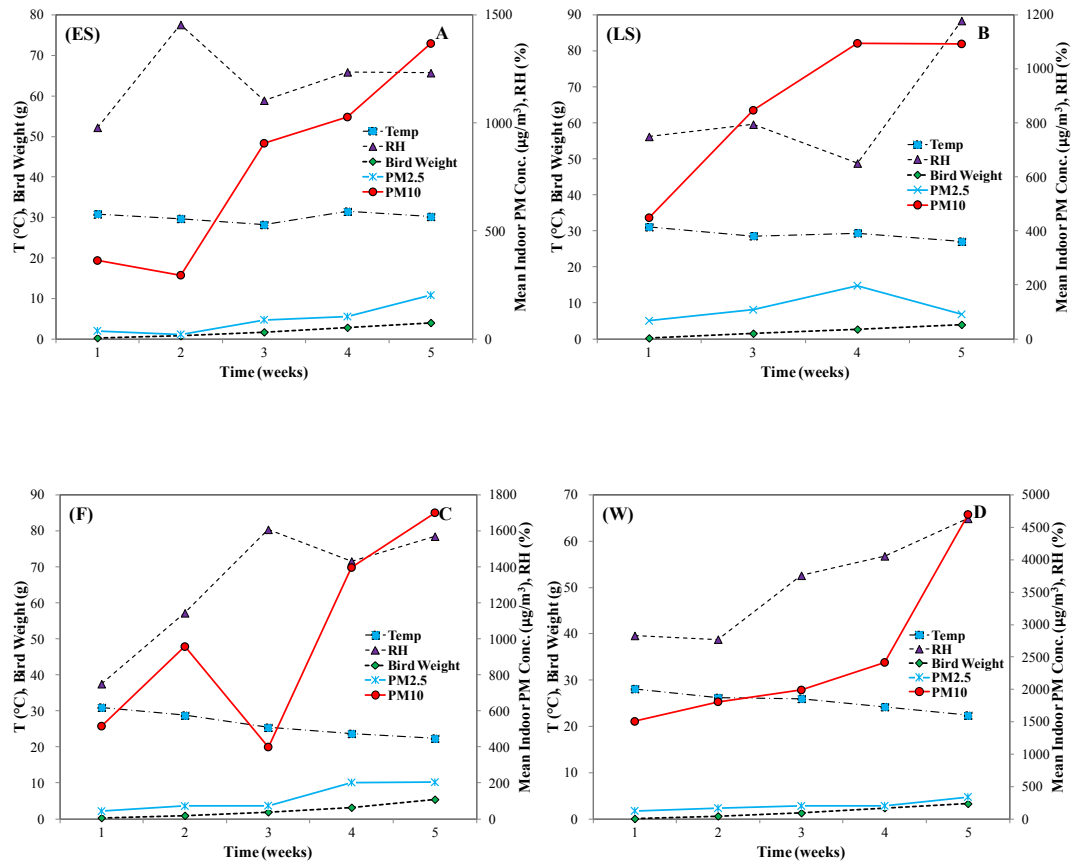 (ES)
A
80
70
60
50
40
30
20
10
0
1500
1000
500
0
T (°C), Bird Weight (g)
Mean Indoor PM Conc. (µg/m³), RH (%)
Temp
RH
Bird Weight
PM2.5
PM10
1 2 3 4 5
Time (weeks)
(LS)
B
90
80
70
60
50
40
30
20
10
0
1200
1000
800
600
400
200
0
T (°C), Bird Weight (g)
Mean Indoor PM Conc. (µg/m³), RH (%)
Temp
RH
Bird Weight
PM2.5
PM10
1 3 4 5
Time (weeks)
(F)
C
90
80
70
60
50
40
30
20
10
0
1800
1600
1400
1200
1000
800
600
400
200
0
T (°C), Bird Weight (g)
Mean Indoor PM Conc. (µg/m³), RH (%)
Temp
RH
Bird Weight
PM2.5
PM10
1 2 3 4 5
Time (weeks)
(W)
D
70
60
50
40
30
20
10
0
5000
4500
4000
3500
3000
2500
2000
1500
1000
500
0
T (°C), Bird Weight (g)
Mean Indoor PM Conc. (µg/m³), RH (%)
Temp
RH
Bird Weight
PM2.5
PM10
1 2 3 4 5
Time (weeks)